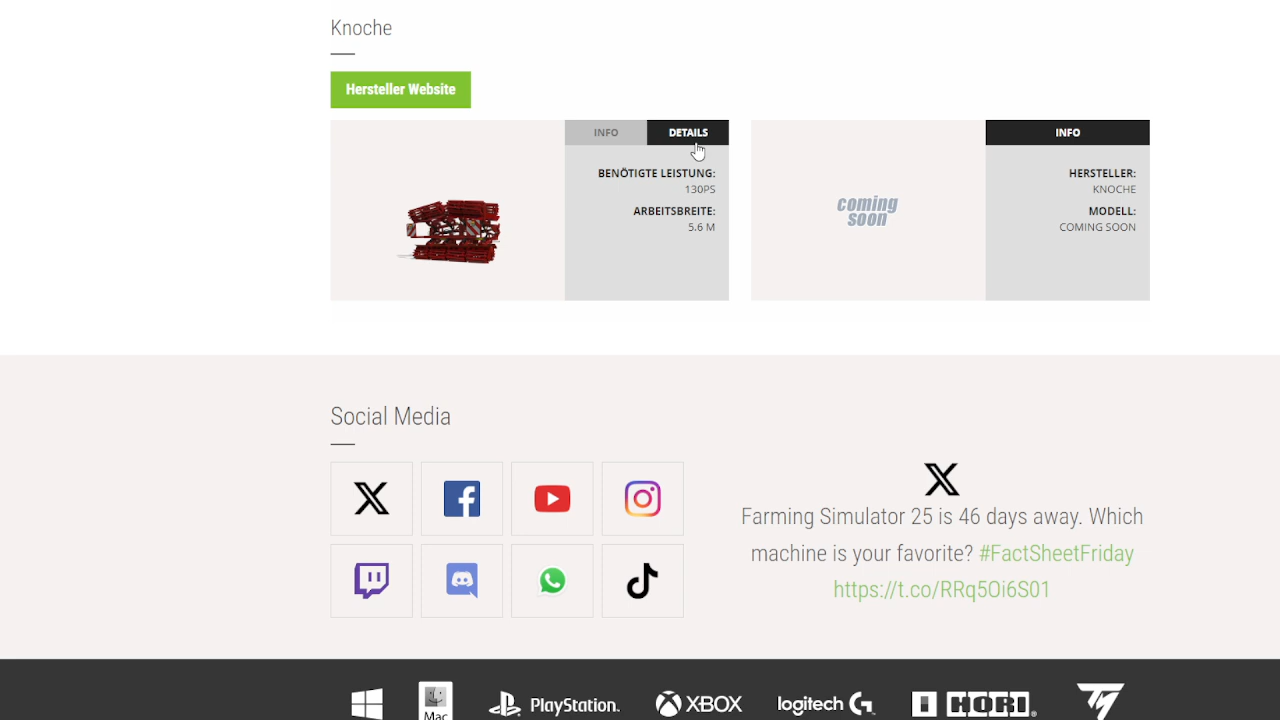 Knoche
Hersteller Website
INFO
DETAILS
BENÖTIGTE LEISTUNG:
130PS
ARBEITSBREITE:
5.6 M
coming
soon
INFO
HERSTELLER:
KNOCHE
MODELL:
COMING SOON
Social Media
Farming Simulator 25 is 46 days away. Which
machine is your favorite? #FactSheetFriday
https://t.co/RRq5Oi6S01
Mac
PlayStation.
XBOX
logitech G
HORI